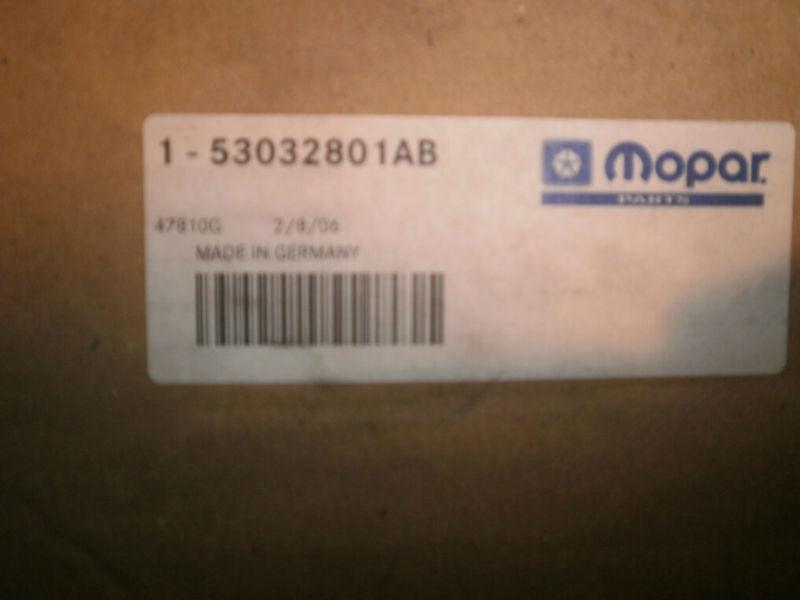 1 - 53032801AB
Mopar.
PARTS
47810G 2/8/06
MADE IN GERMANY